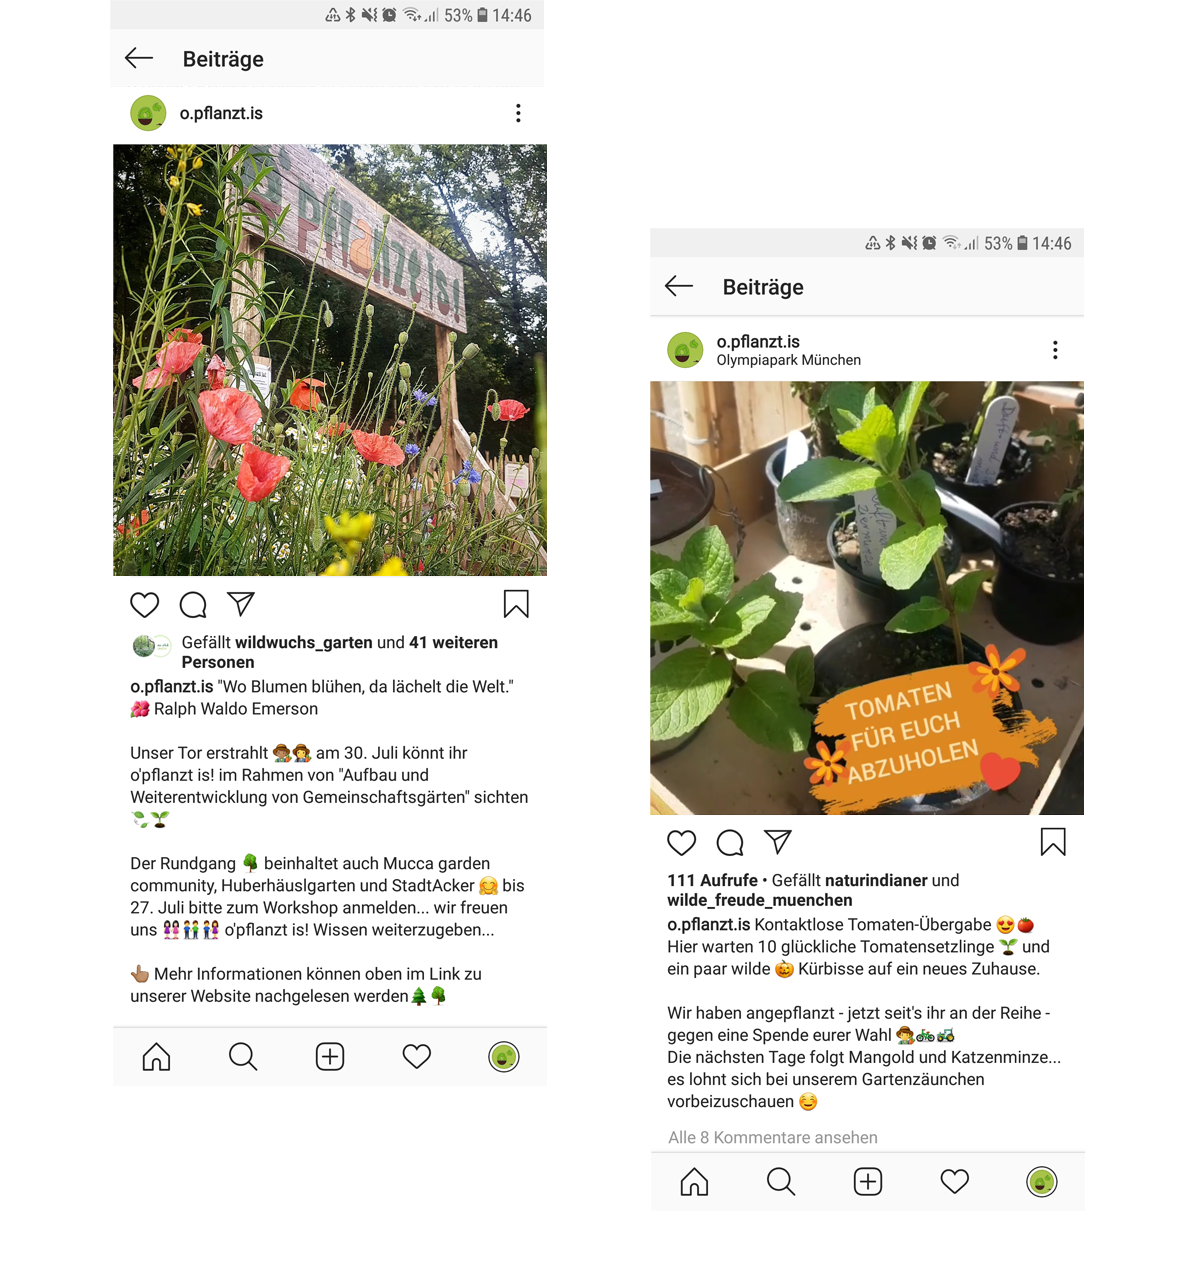 53% 14:46
Beiträge
o.pflanzt.is
O'pflanzt is!
Gefällt wildwuchs_garten und 41 weiteren
Personen
o.pflanzt.is "Wo Blumen blühen, da lächelt die Welt."
🌺 Ralph Waldo Emerson
Unser Tor erstrahlt 👩🏽‍🌾👩‍🌾 am 30. Juli könnt ihr
o'pflanzt is! im Rahmen von "Aufbau und
Weiterentwicklung von Gemeinschaftsgärten" sichten
🍃🌱
Der Rundgang 🌳 beinhaltet auch Mucca garden
community, Huberhäuslgarten und StadtAcker 🤗 bis
27. Juli bitte zum Workshop anmelden... wir freuen
uns 👭👬👫 o'pflanzt is! Wissen weiterzugeben...
👆🏽 Mehr Informationen können oben im Link zu
unserer Website nachgelesen werden🌲🌳
53% 14:46
Beiträge
o.pflanzt.is
Olympiapark München
TOMATEN
FÜR EUCH
ABZUHOLEN
111 Aufrufe • Gefällt naturindianer und
wilde_freude_muenchen
o.pflanzt.is Kontaktlose Tomaten-Übergabe 😍🍅
Hier warten 10 glückliche Tomatensetzlinge 🌱 und
ein paar wilde 🎃 Kürbisse auf ein neues Zuhause.
Wir haben angepflanzt - jetzt seit's ihr an der Reihe -
gegen eine Spende eurer Wahl 👩‍🌾🚲🚜
Die nächsten Tage folgt Mangold und Katzenminze...
es lohnt sich bei unserem Gartenzäunchen
vorbeizuschauen ☺️
Alle 8 Kommentare ansehen